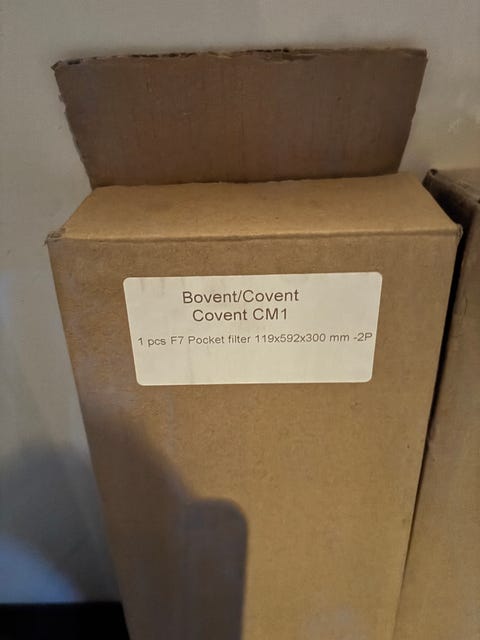 Bovent/Covent
Covent CM1
1 pcs F7 Pocket filter 119x592x300 mm -2P